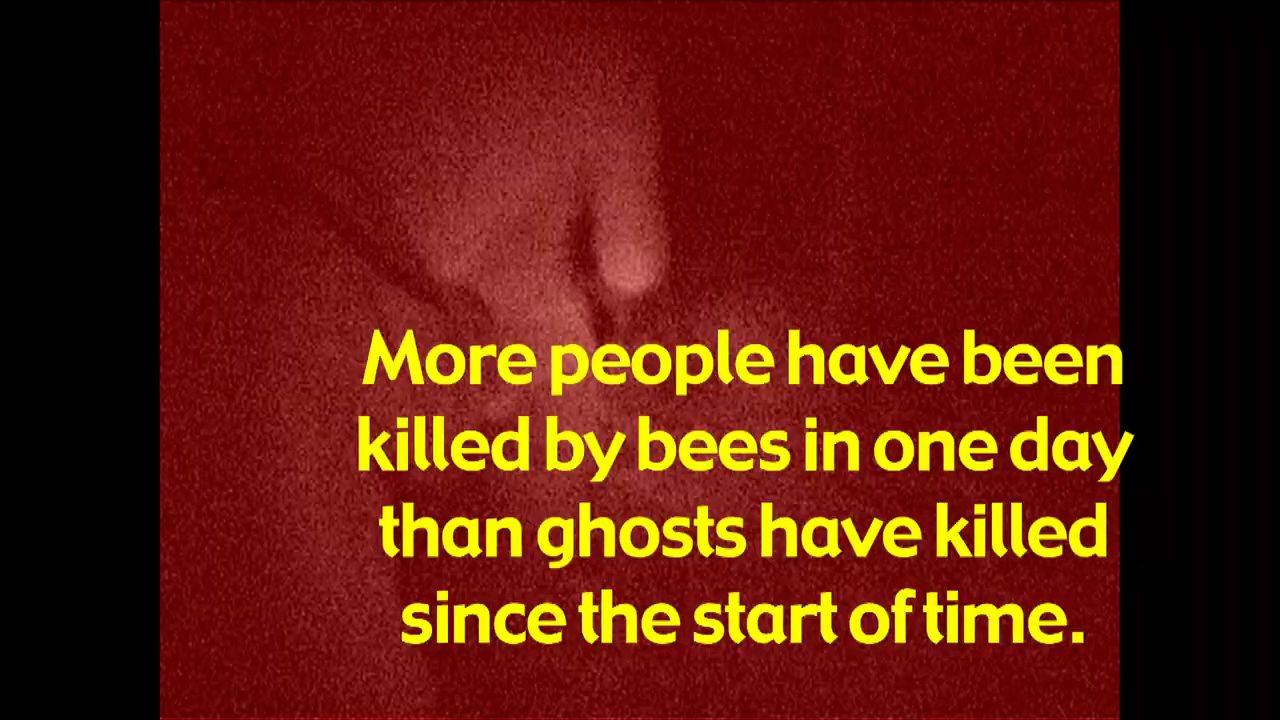 More people have been
killed by bees in one day
than ghosts have killed
since the start of time.